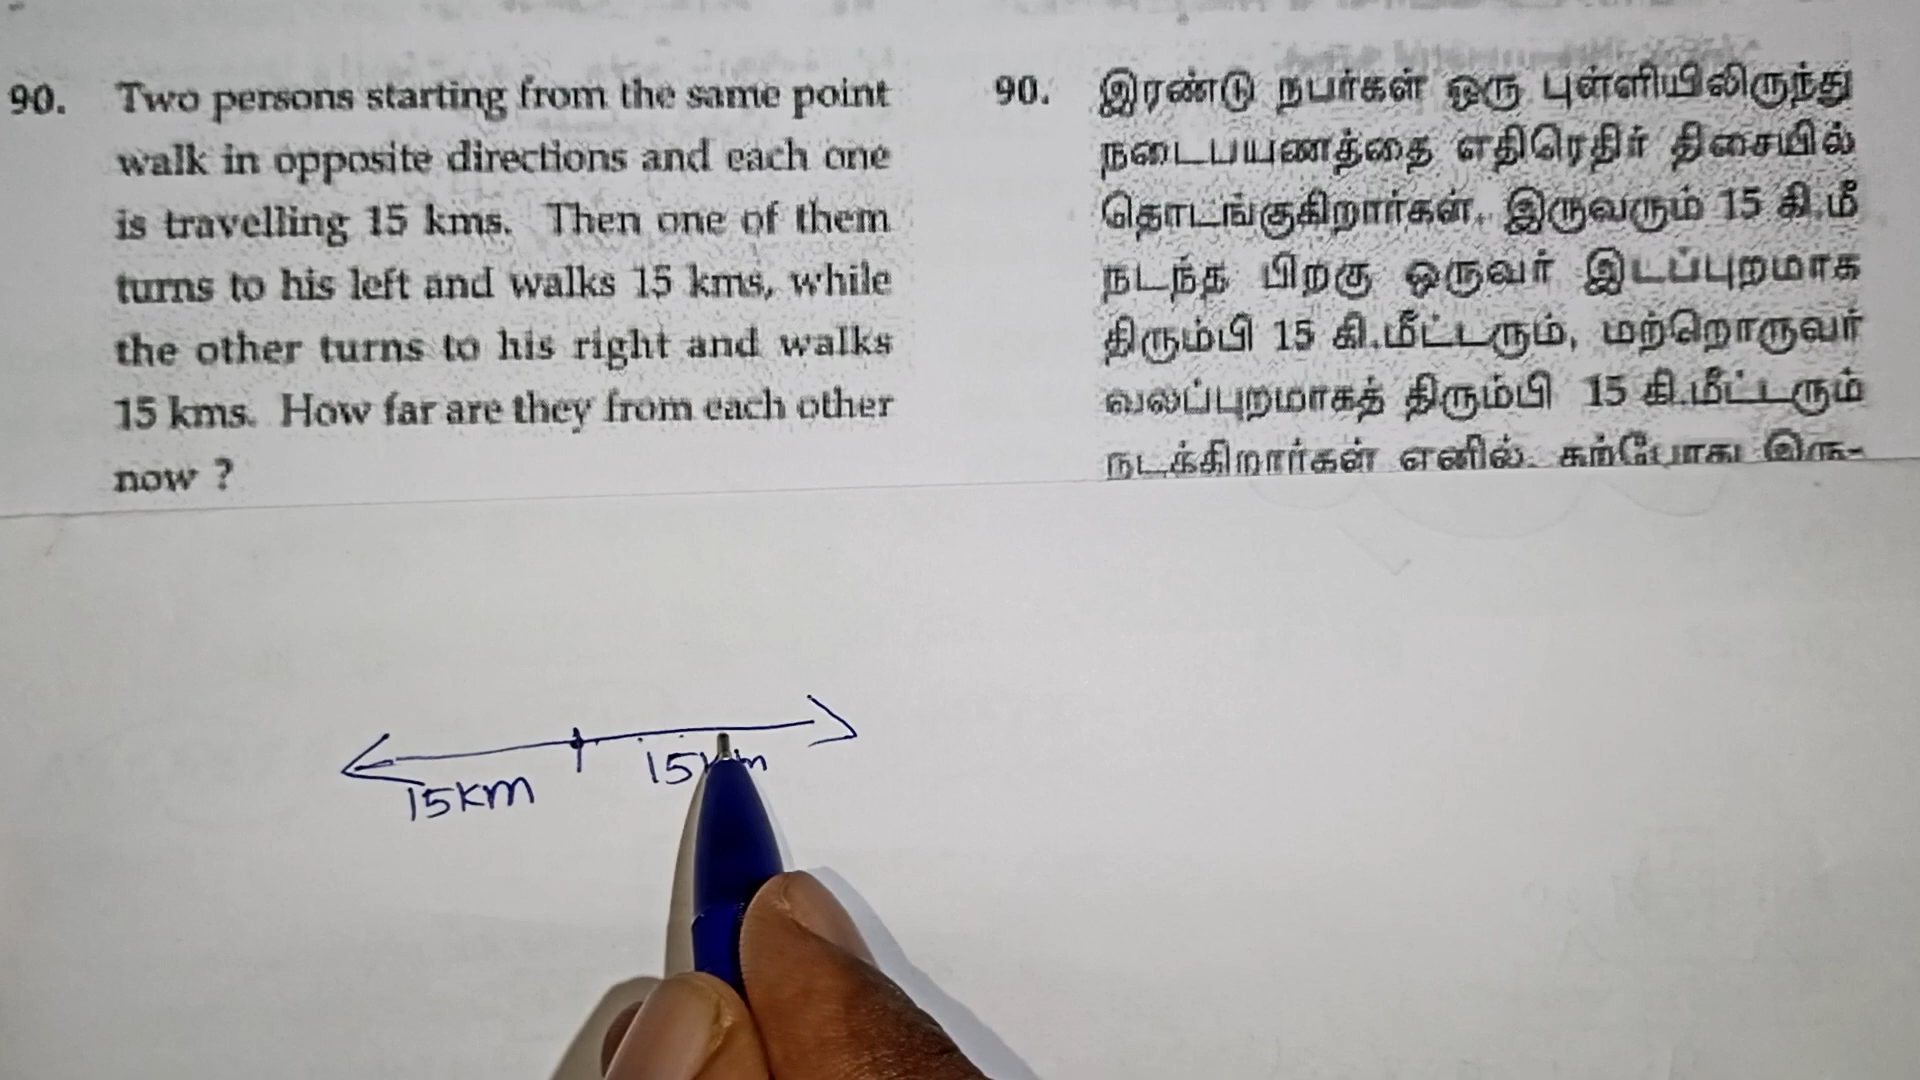 90. Two persons starting from the same point
walk in opposite directions and each one
is travelling 15 kms. Then one of them
turns to his left and walks 15 kms, while
the other turns to his right and walks
15 kms. How far are they from each other
now ?
90. இரண்டு நபர்கள் ஒரு புள்ளியிலிருந்து
நடைபயணத்தை எதிரெதிர் திசையில்
தொடங்குகிறார்கள். இருவரும் 15 கி.மீ
நடந்த பிறகு ஒருவர் இடப்புறமாக
திரும்பி 15 கி.மீட்டரும், மற்றொருவர்
வலப்புறமாகத் திரும்பி 15 கி.மீட்டரும்
நடக்கிறார்கள் எனில், தற்போது இரு-
15km
15km